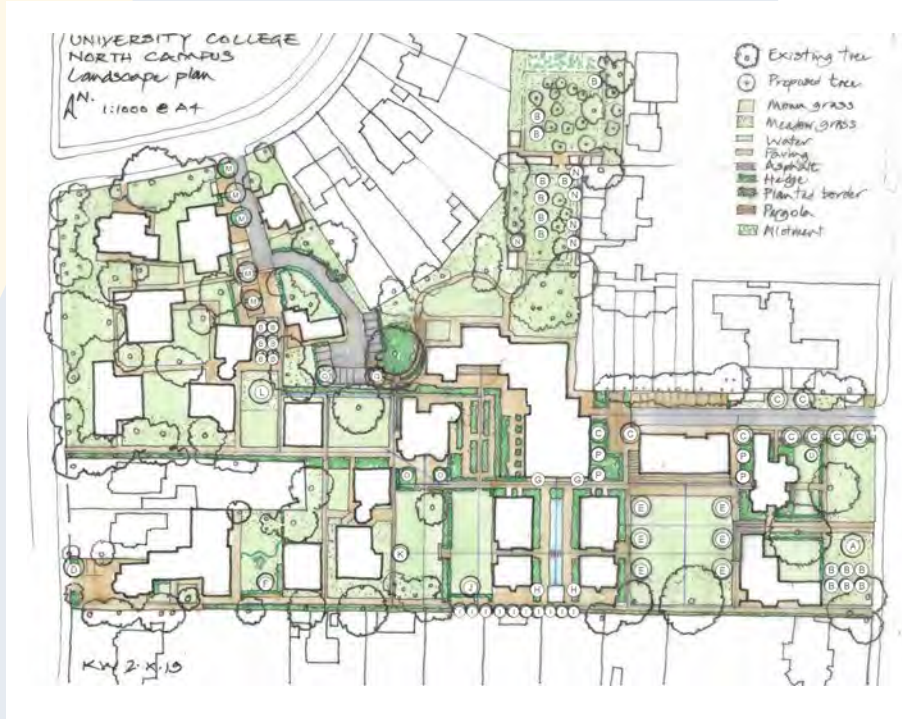 UNIVERSITY COLLEGE
NORTH CAMPUS
Landscape plan
N. 1:1000 @ A4
Existing tree
Proposed tree
Mown grass
Meadow grass
Water
Paving
Asphalt
Hedge
Planted border
Pergola
Allotment
B
B
B
M
M
M
B B N
B N
B
B N
N
M
M
B B
B B
B B
L
C C
C C C C C C
P P U
P P
D D G G
E E
K E E A
D F J H H E E B B B
B B B
I I I I I I I I I
KW 2.X.19